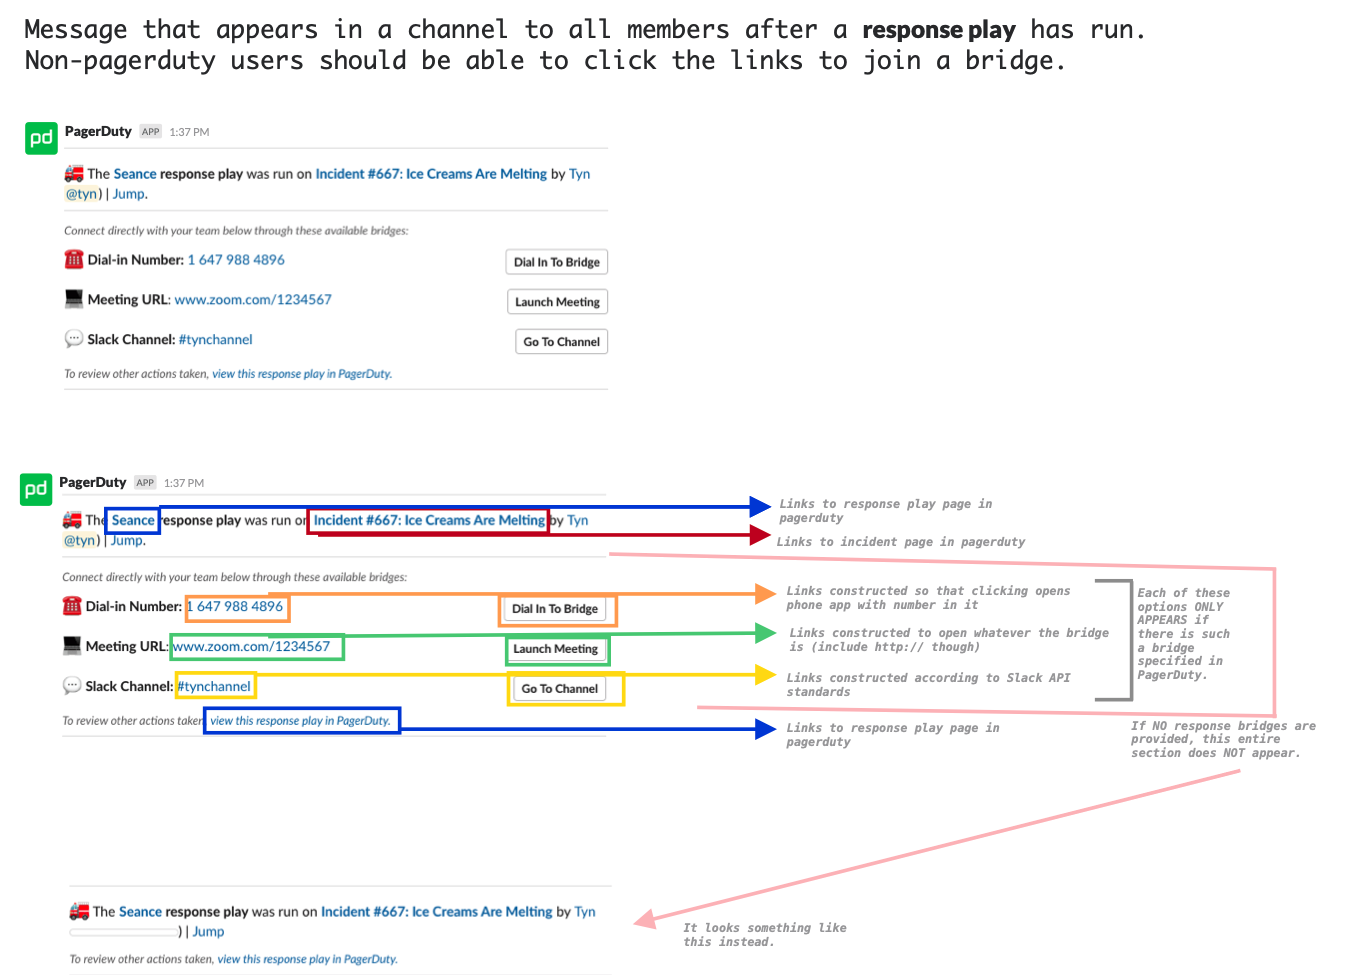 Message that appears in a channel to all members after a response play has run.
Non-pagerduty users should be able to click the links to join a bridge.
pd
PagerDuty APP 1:37 PM
The Seance response play was run on Incident #667: Ice Creams Are Melting by Tyn
@tyn) | Jump.
Connect directly with your team below through these available bridges:
Dial-in Number: 1 647 988 4896
Dial In To Bridge
Meeting URL: www.zoom.com/1234567
Launch Meeting
Slack Channel: #tynchannel
Go To Channel
To review other actions taken, view this response play in PagerDuty.
pd
PagerDuty APP 1:37 PM
The Seance response play was run on Incident #667: Ice Creams Are Melting by Tyn
@tyn) | Jump.
Links to response play page in
pagerduty
Links to incident page in pagerduty
Connect directly with your team below through these available bridges:
Dial-in Number: 1 647 988 4896
Dial In To Bridge
Links constructed so that clicking opens
phone app with number in it
Meeting URL: www.zoom.com/1234567
Launch Meeting
Links constructed to open whatever the bridge
is (include http:// though)
Slack Channel: #tynchannel
Go To Channel
Links constructed according to Slack API
standards
Each of these
options ONLY
APPEARS if
there is such
a bridge
specified in
PagerDuty.
To review other actions taken, view this response play in PagerDuty.
Links to response play page in
pagerduty
If NO response bridges are
provided, this entire
section does NOT appear.
The Seance response play was run on Incident #667: Ice Creams Are Melting by Tyn
) | Jump
To review other actions taken, view this response play in PagerDuty.
It looks something like
this instead.